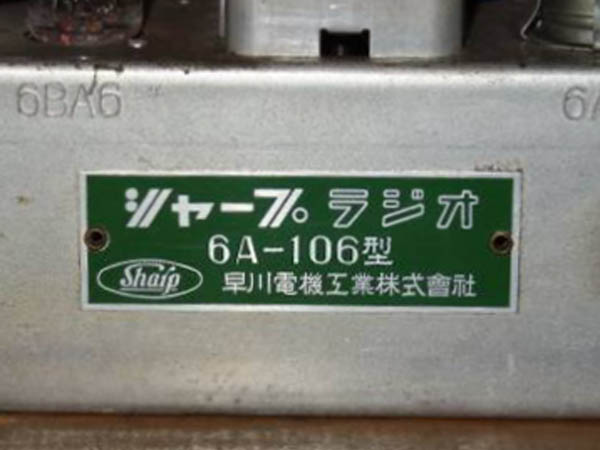 6BA6
シャープ ラジオ
6A-106型
Sharp
早川電機工業株式會社